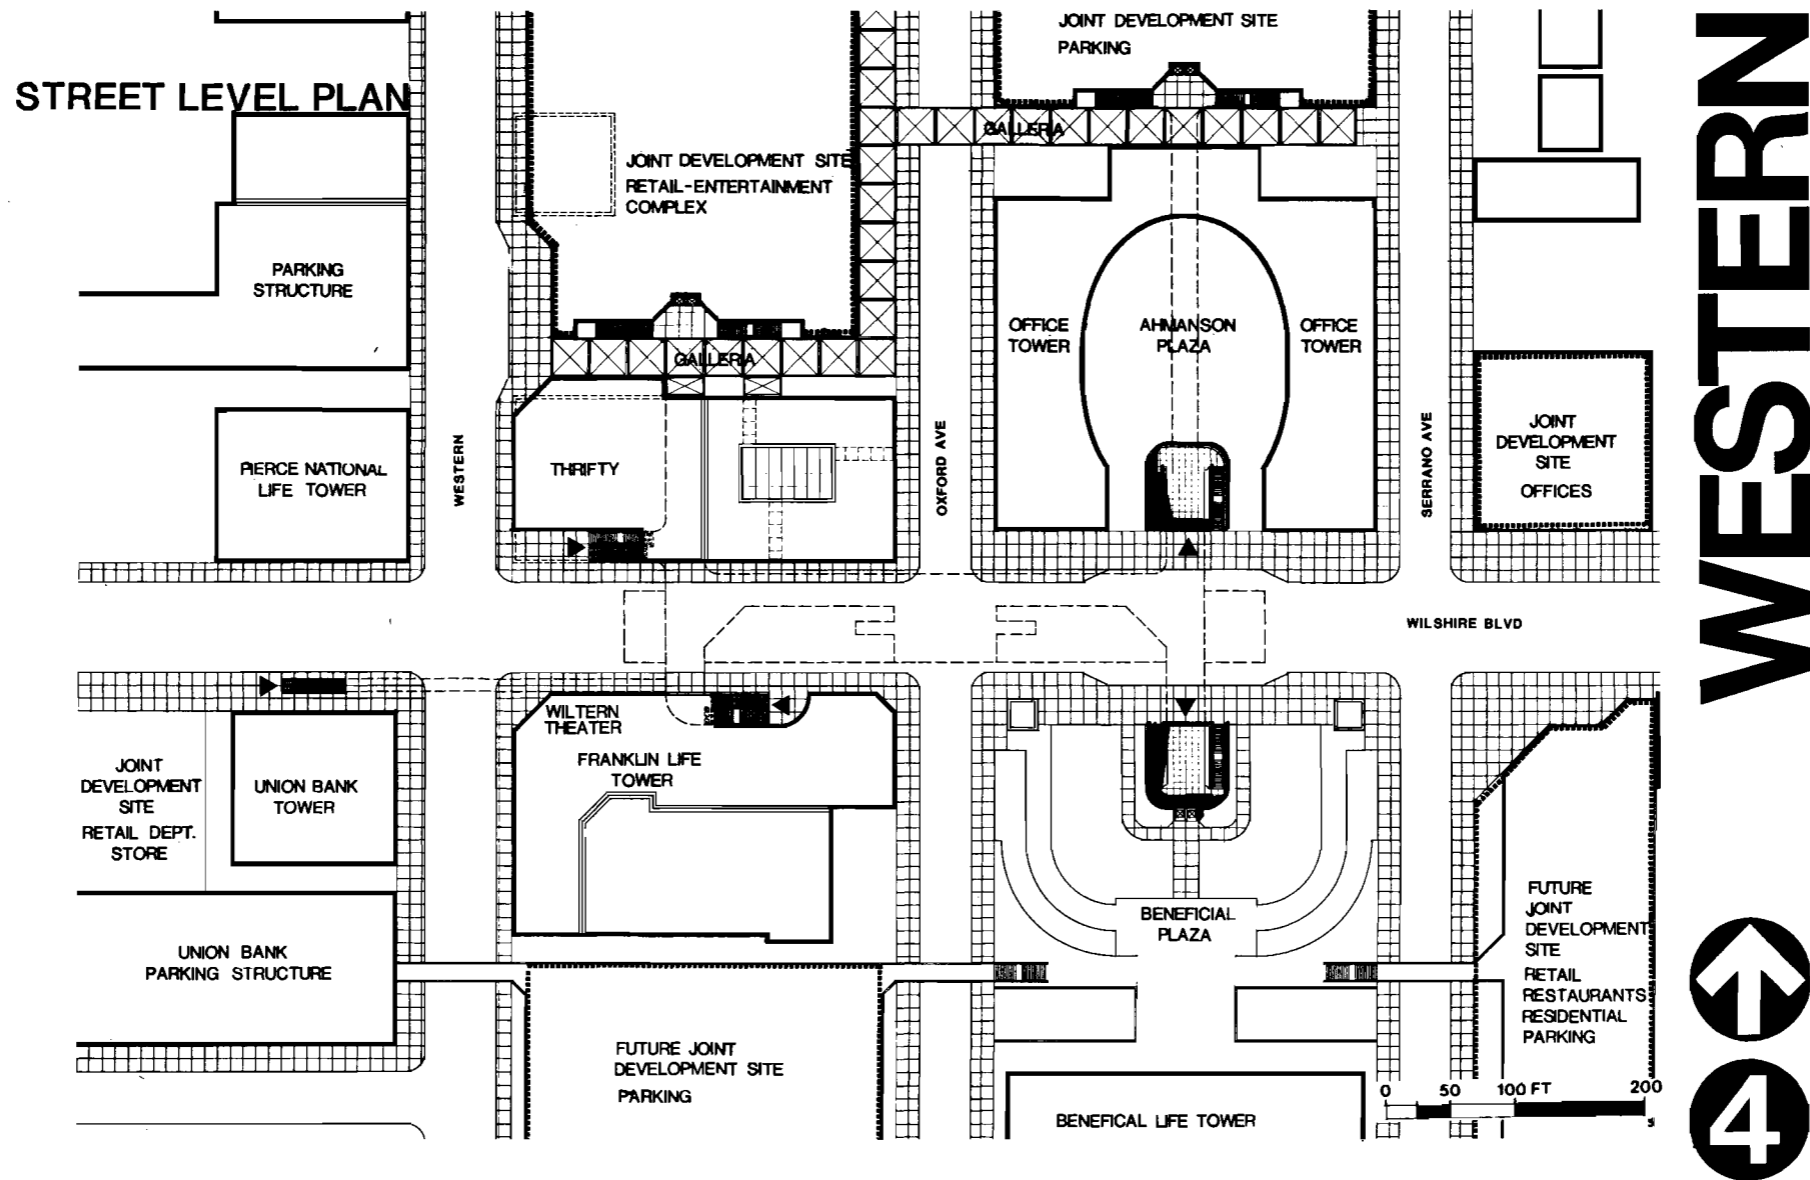 STREET LEVEL PLAN
JOINT DEVELOPMENT SITE
PARKING
GALLERIA
JOINT DEVELOPMENT SITE
RETAIL-ENTERTAINMENT
COMPLEX
PARKING
STRUCTURE
GALLERIA
OFFICE
TOWER
AHMANSON
PLAZA
OFFICE
TOWER
PIERCE NATIONAL
LIFE TOWER
WESTERN
THRIFTY
OXFORD AVE
SERRANO AVE
JOINT
DEVELOPMENT
SITE
OFFICES
WILSHIRE BLVD
WILTERN
THEATER
FRANKLIN LIFE
TOWER
JOINT
DEVELOPMENT
SITE
RETAIL DEPT.
STORE
UNION BANK
TOWER
UNION BANK
PARKING STRUCTURE
BENEFICIAL
PLAZA
FUTURE
JOINT
DEVELOPMENT
SITE
RETAIL
RESTAURANTS
RESIDENTIAL
PARKING
FUTURE JOINT
DEVELOPMENT SITE
PARKING
BENEFICAL LIFE TOWER
0 50 100 FT 200
WESTERN
4